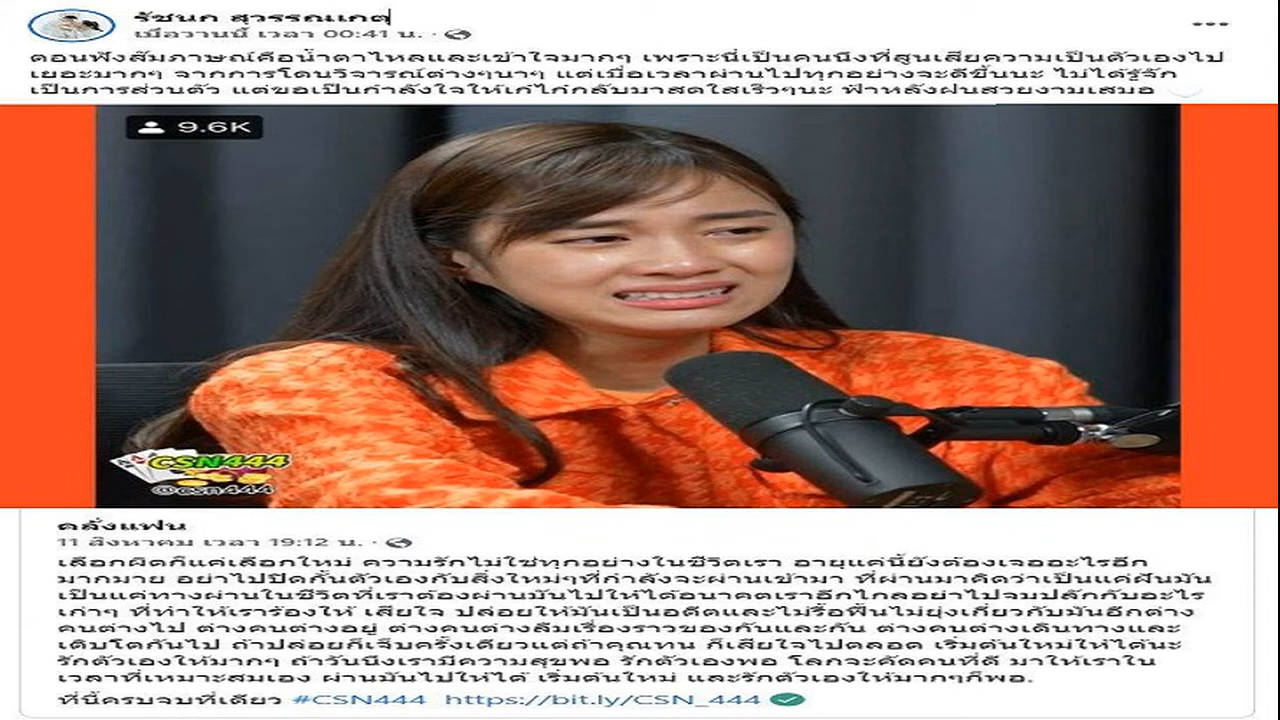 รัชนก สุวรรณเกตุ
เมื่อวานนี้ เวลา 00:41 น. ·
ตอนฟังสัมภาษณ์คือน้ำตาไหลและเข้าใจมากๆ เพราะนี่เป็นคนนึงที่สูญเสียความเป็นตัวเองไป
เยอะมากๆ จากการโดนวิจารณ์ต่างๆนาๆ แต่เมื่อเวลาผ่านไปทุกอย่างจะดีขึ้นนะ ไม่ได้รู้จัก
เป็นการส่วนตัว แต่ขอเป็นกำลังใจให้เก๋ไก๋กลับมาสดใสเร็วๆนะ ฟ้าหลังฝนสวยงามเสมอ
9.6K
CSN444
@csn444
คลั่งแฟน
11 สิงหาคม เวลา 19:12 น. ·
เลือกผิดก็แค่เลือกใหม่ ความรักไม่ใช่ทุกอย่างในชีวิตเรา อายุแค่นี้ยังต้องเจออะไรอีก
มากมาย อย่าไปปิดกั้นตัวเองกับสิ่งใหม่ๆที่กำลังจะผ่านเข้ามา ที่ผ่านมาคิดว่าเป็นแค่ฝันมัน
เป็นแค่ทางผ่านในชีวิตที่เราต้องผ่านมันไปให้ได้อนาคตเราอีกไกลอย่าไปจมปลักกับอะไร
เก่าๆ ที่ทำให้เราร้องให้ เสียใจ ปล่อยให้มันเป็นอดีตและไม่รื้อฟื้นไม่ยุ่งเกี่ยวกับมันอีกต่าง
คนต่างไป ต่างคนต่างอยู่ ต่างคนต่างลืมเรื่องราวของกันและกัน ต่างคนต่างเดินทางและ
เติบโตกันไป ถ้าปล่อยก็เจ็บครั้งเดียวแต่ถ้าคุณทน ก็เสียใจไปตลอด เริ่มต้นใหม่ให้ได้นะ
รักตัวเองให้มากๆ ถ้าวันนึงเรามีความสุขพอ รักตัวเองพอ โลกจะคัดคนที่ดี มาให้เราใน
เวลาที่เหมาะสมเอง ผ่านมันไปให้ได้ เริ่มต้นใหม่ และรักตัวเองให้มากๆก็พอ.
ที่นี้ครบจบที่เดียว #CSN444 https://bit.ly/CSN_444